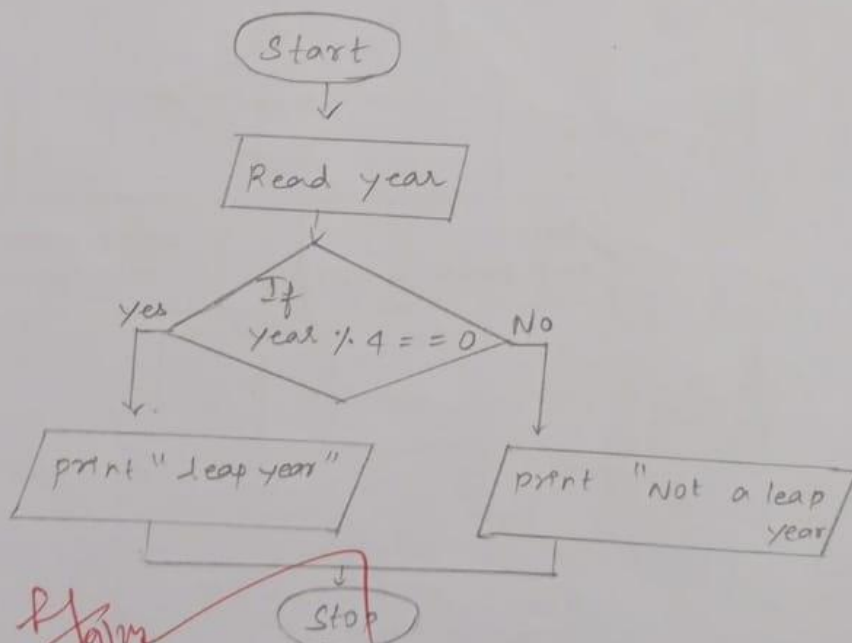 Start
Read year
If
yes
year % 4 = = 0
No
print " Leap year"
print "Not a leap
year
Stop